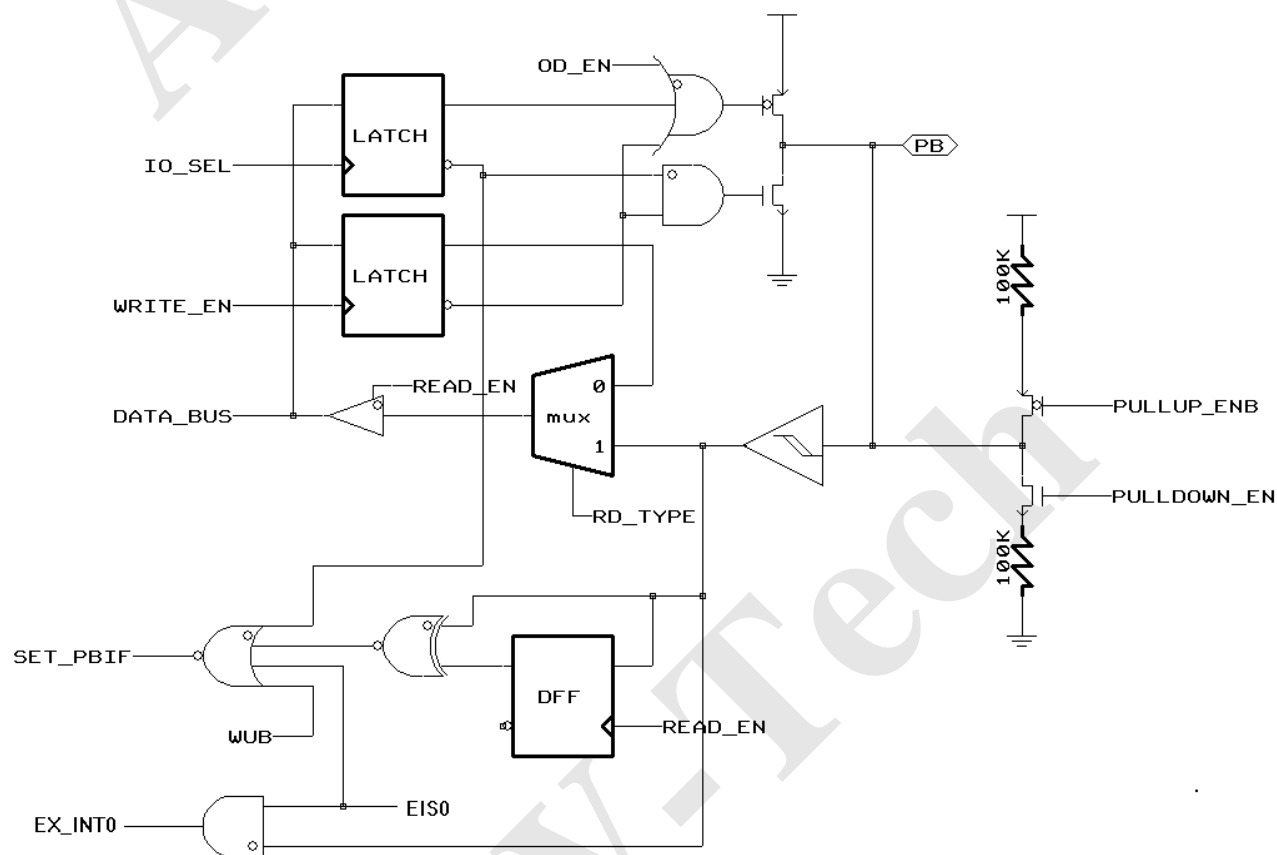 OD_EN
LATCH
IO_SEL
PB
LATCH
WRITE_EN
100K
READ_EN
0
DATA_BUS
mux
PULLUP_ENB
1
PULLDOWN_EN
RD_TYPE
100K
SET_PBIF
DFF
READ_EN
WUB
EIS0
EX_INT0
y-Tech